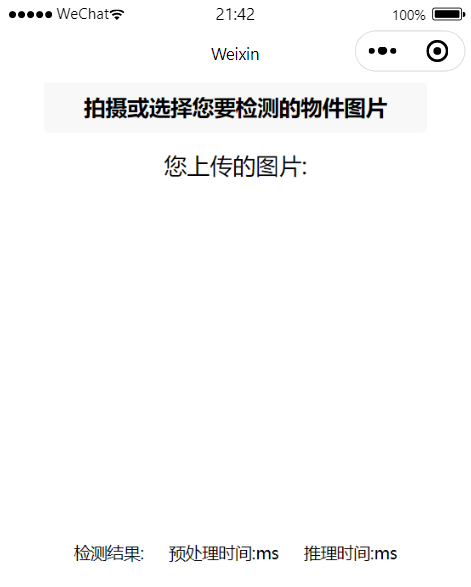 WeChat 21:42 100%
Weixin
拍摄或选择您要检测的物件图片
您上传的图片:
检测结果: 预处理时间:ms 推理时间:ms